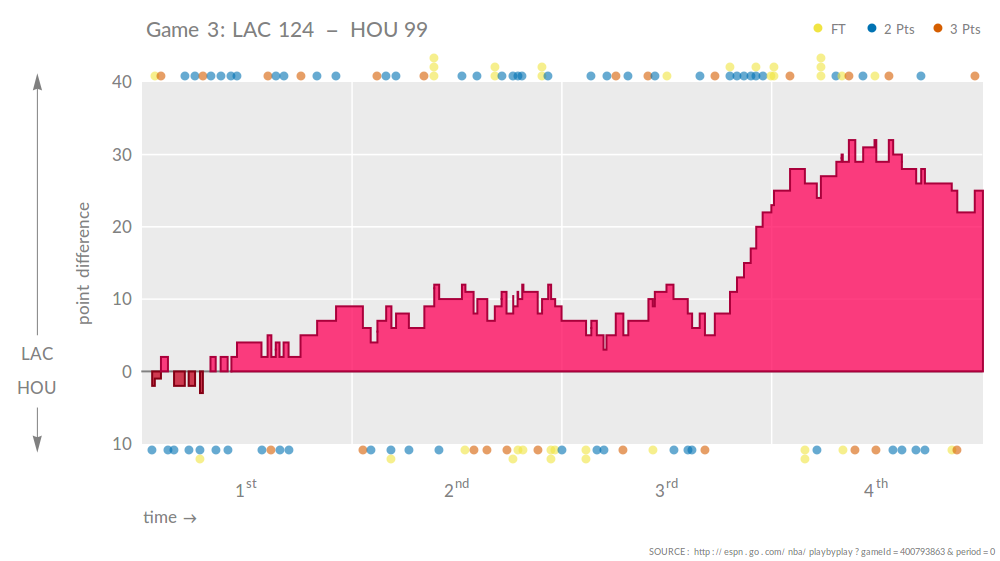 Game 3: LAC 124 – HOU 99
FT 2 Pts 3 Pts
40
30
20
10
0
10
point difference
LAC
HOU
1st 2nd 3rd 4th
time →
SOURCE: http://espn.go.com/nba/playbyplay?gameId=400793863&period=0